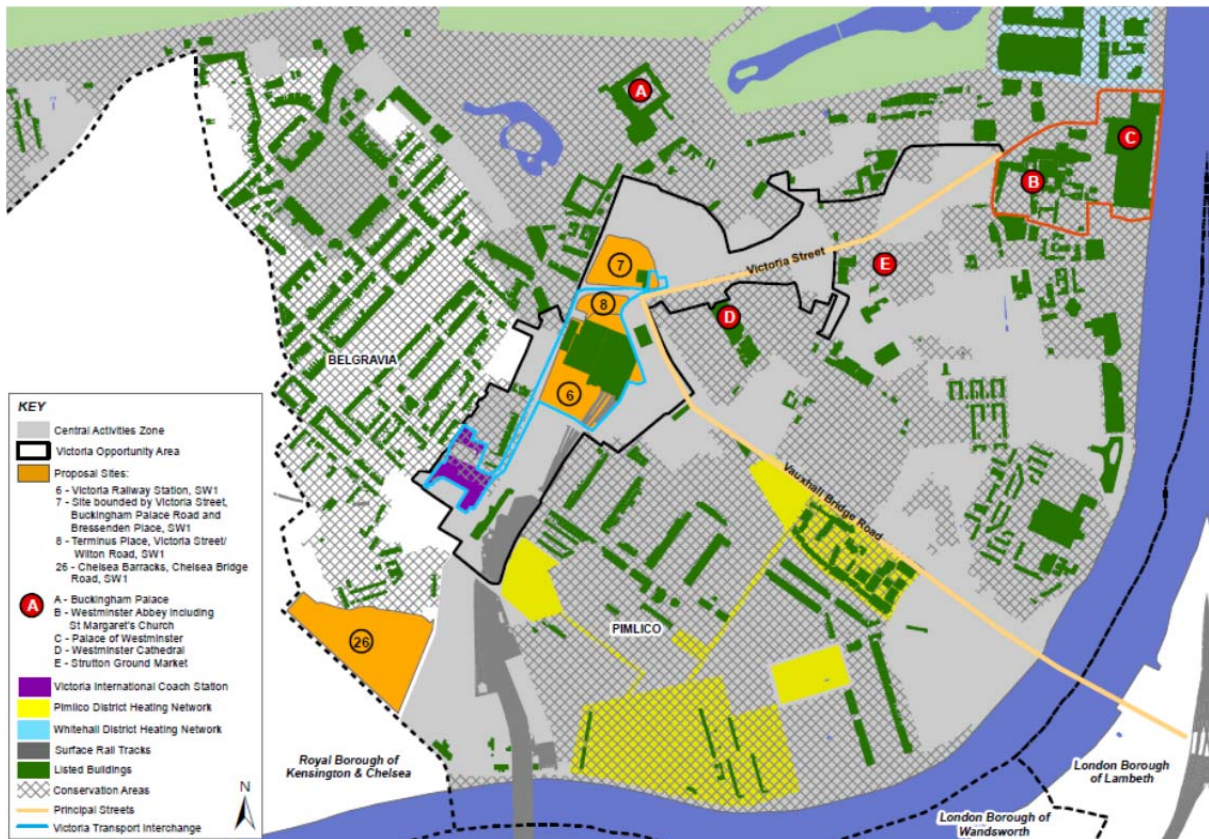 A
C
B
Victoria Street
E
7
8
D
BELGRAVIA
6
Vauxhall Bridge Road
PIMLICO
26
Royal Borough of
Kensington & Chelsea
London Borough
of Lambeth
London Borough of
Wandsworth
KEY
Central Activities Zone
Victoria Opportunity Area
Proposal Sites:
6 - Victoria Railway Station, SW1
7 - Site bounded by Victoria Street,
Buckingham Palace Road and
Bressenden Place, SW1
8 - Terminus Place, Victoria Street/
Wilton Road, SW1
26 - Chelsea Barracks, Chelsea Bridge
Road, SW1
A
A - Buckingham Palace
B - Westminster Abbey Including
St Margaret's Church
C - Palace of Westminster
D - Westminster Cathedral
E - Strutton Ground Market
Victoria International Coach Station
Pimlico District Heating Network
Whitehall District Heating Network
Surface Rail Tracks
Listed Buildings
Conservation Areas
Principal Streets
Victoria Transport Interchange
N